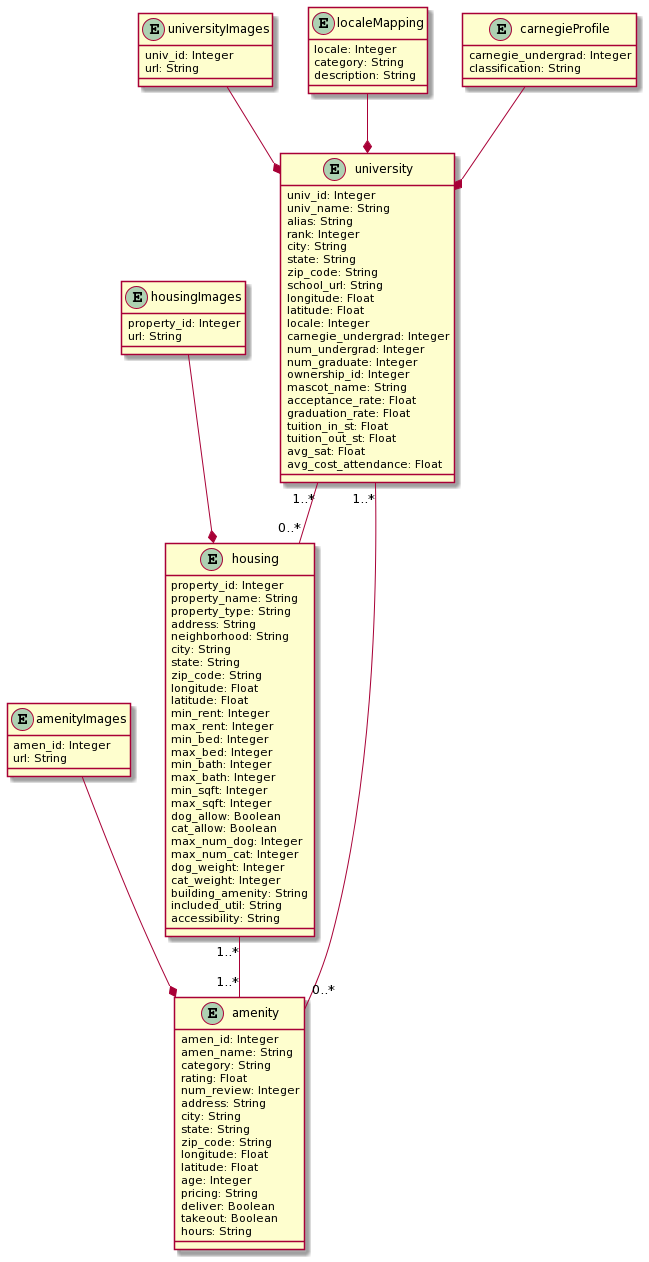 E universityImages
univ_id: Integer
url: String
E localeMapping
locale: Integer
category: String
description: String
E carnegieProfile
carnegie_undergrad: Integer
classification: String
E university
univ_id: Integer
univ_name: String
alias: String
rank: Integer
city: String
state: String
zip_code: String
school_url: String
longitude: Float
latitude: Float
locale: Integer
carnegie_undergrad: Integer
num_undergrad: Integer
num_graduate: Integer
ownership_id: Integer
mascot_name: String
acceptance_rate: Float
graduation_rate: Float
tuition_in_st: Float
tuition_out_st: Float
avg_sat: Float
avg_cost_attendance: Float
E housingImages
property_id: Integer
url: String
1..*
1..*
0..*
E housing
property_id: Integer
property_name: String
property_type: String
address: String
neighborhood: String
city: String
state: String
zip_code: String
longitude: Float
latitude: Float
min_rent: Integer
max_rent: Integer
min_bed: Integer
max_bed: Integer
min_bath: Integer
max_bath: Integer
min_sqft: Integer
max_sqft: Integer
dog_allow: Boolean
cat_allow: Boolean
max_num_dog: Integer
max_num_cat: Integer
dog_weight: Integer
cat_weight: Integer
building_amenity: String
included_util: String
accessibility: String
E amenityImages
amen_id: Integer
url: String
1..*
1..*
0..*
E amenity
amen_id: Integer
amen_name: String
category: String
rating: Float
num_review: Integer
address: String
city: String
state: String
zip_code: String
longitude: Float
latitude: Float
age: Integer
pricing: String
deliver: Boolean
takeout: Boolean
hours: String